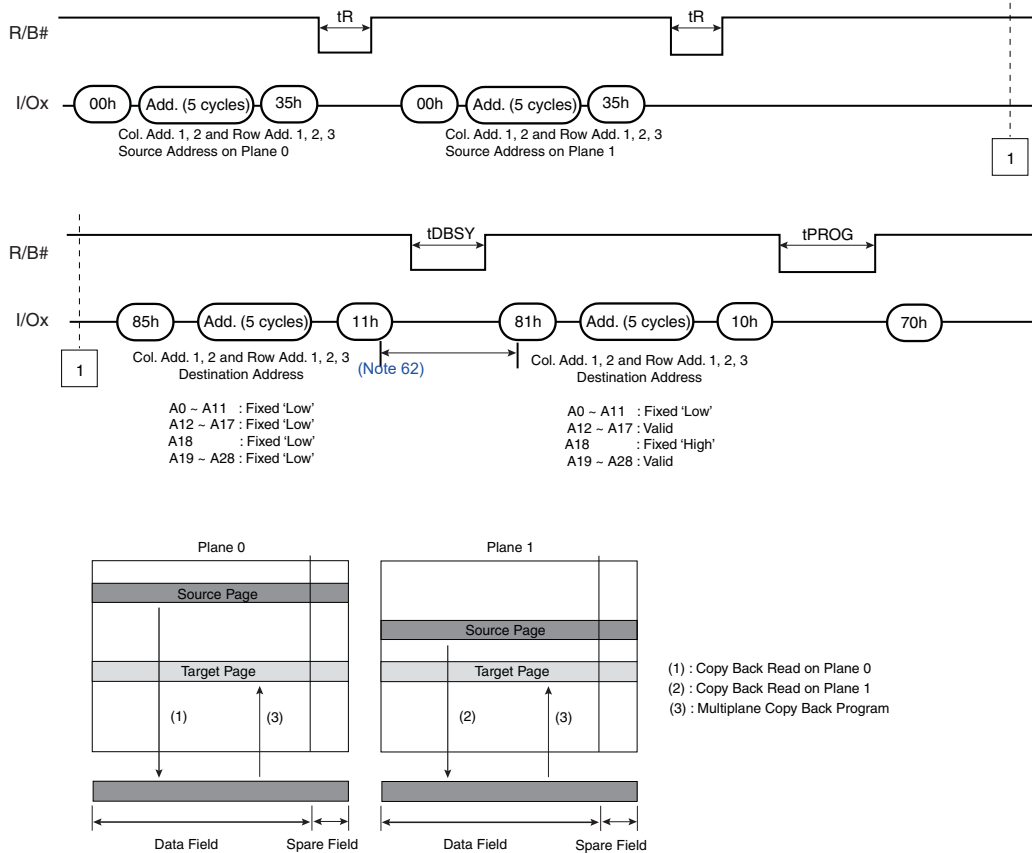 tR
tR
1
R/B#
I/Ox
00h
Add. (5 cycles)
35h
00h
Add. (5 cycles)
35h
Col. Add. 1, 2 and Row Add. 1, 2, 3
Source Address on Plane 0
Col. Add. 1, 2 and Row Add. 1, 2, 3
Source Address on Plane 1
tDBSY
tPROG
R/B#
I/Ox
85h
Add. (5 cycles)
11h
81h
Add. (5 cycles)
10h
70h
1
Col. Add. 1, 2 and Row Add. 1, 2, 3
Destination Address
(Note 62)
Col. Add. 1, 2 and Row Add. 1, 2, 3
Destination Address
A0 ~ A11 : Fixed ‘Low’
A12 ~ A17 : Fixed ‘Low’
A18 : Fixed ‘Low’
A19 ~ A28 : Fixed ‘Low’
A0 ~ A11 : Fixed ‘Low’
A12 ~ A17 : Valid
A18 : Fixed ‘High’
A19 ~ A28 : Valid
Plane 0
Source Page
Target Page
(1)
(3)
Data Field
Spare Field
Plane 1
Source Page
Target Page
(2)
(3)
Data Field
Spare Field
(1) : Copy Back Read on Plane 0
(2) : Copy Back Read on Plane 1
(3) : Multiplane Copy Back Program